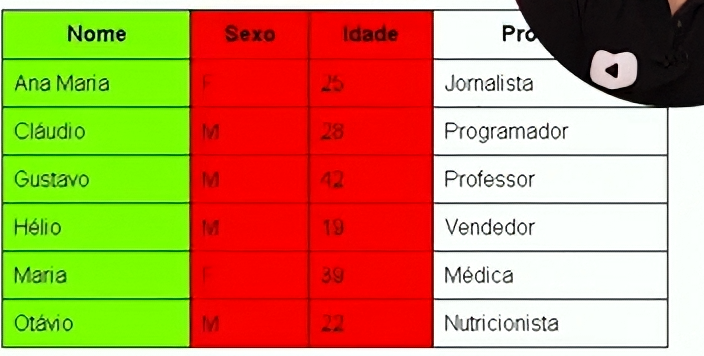 Nome Sexo Idade Pro
Ana Maria F 25 Jornalista
Cláudio M 28 Programador
Gustavo M 42 Professor
Hélio M 19 Vendedor
Maria F 39 Médica
Otávio M 22 Nutricionista